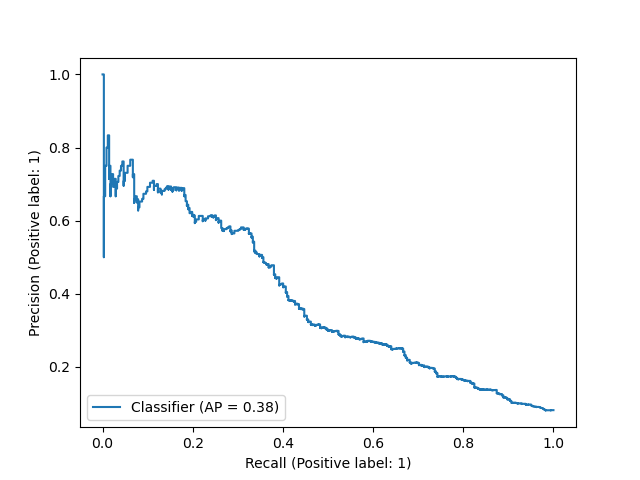 1.0
0.8
0.6
0.4
0.2
Precision (Positive label: 1)
Classifier (AP = 0.38)
0.0 0.2 0.4 0.6 0.8 1.0
Recall (Positive label: 1)